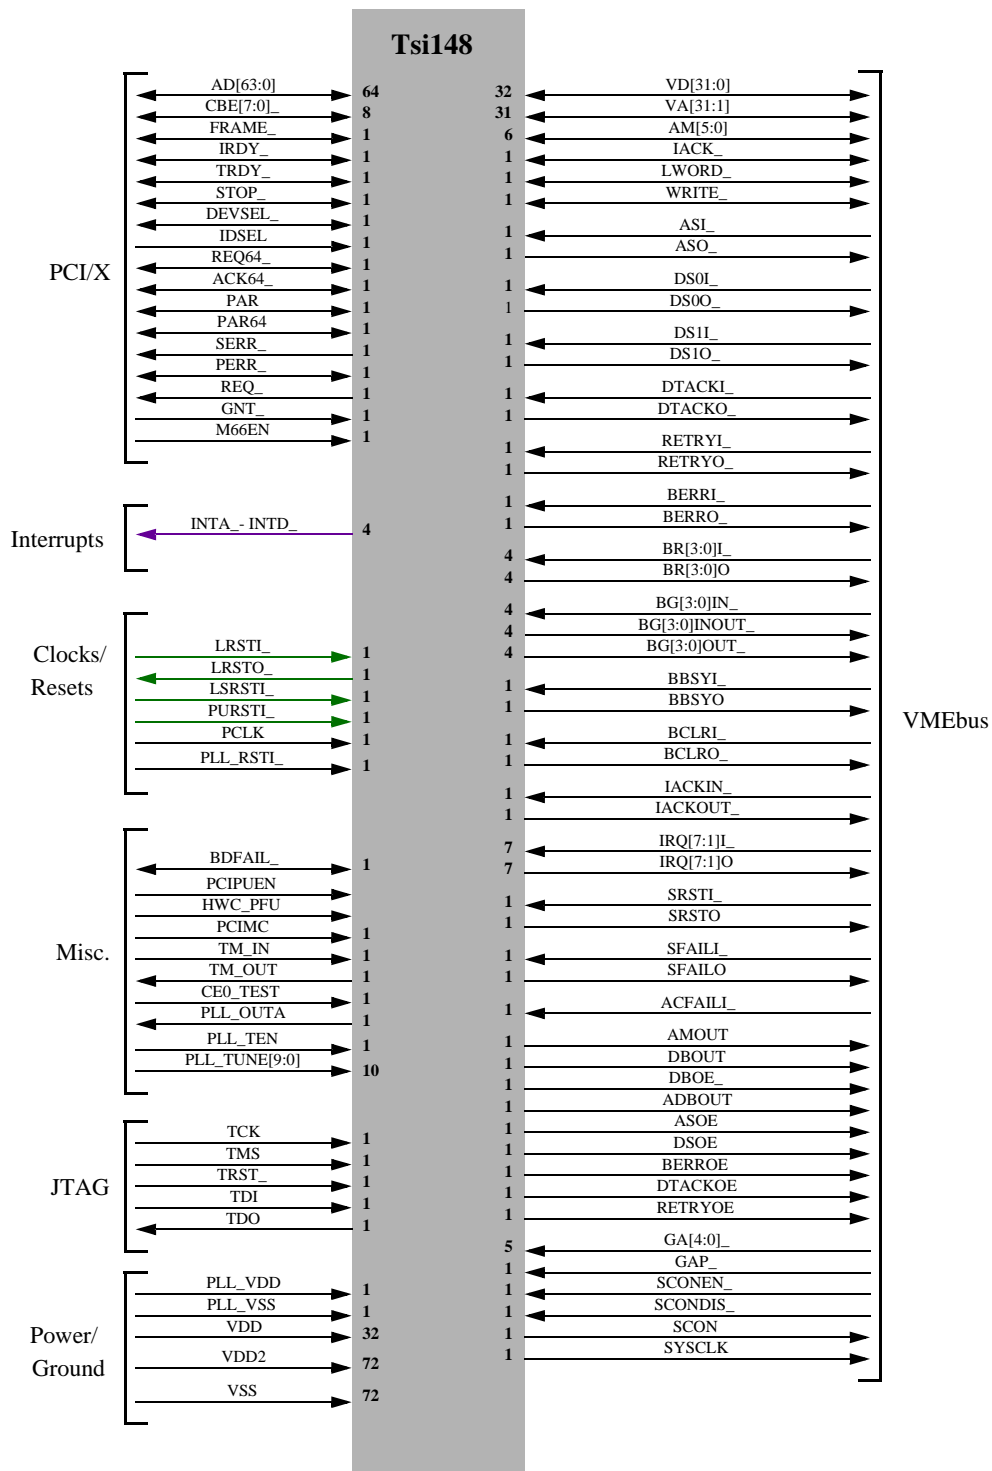 Tsi148
PCI/X
AD[63:0] 64
CBE[7:0]_ 8
FRAME_ 1
IRDY_ 1
TRDY_ 1
STOP_ 1
DEVSEL_ 1
IDSEL 1
REQ64_ 1
ACK64_ 1
PAR 1
PAR64 1
SERR_ 1
PERR_ 1
REQ_ 1
GNT_ 1
M66EN 1
Interrupts
INTA_- INTD_ 4
Clocks/
Resets
LRSTI_ 1
LRSTO_ 1
LSRSTI_ 1
PURSTI_ 1
PCLK 1
PLL_RSTI_ 1
Misc.
BDFAIL_ 1
PCIPUEN
HWC_PFU
PCIMC 1
TM_IN 1
TM_OUT 1
CE0_TEST 1
PLL_OUTA 1
PLL_TEN 1
PLL_TUNE[9:0] 10
JTAG
TCK 1
TMS 1
TRST_ 1
TDI 1
TDO 1
Power/
Ground
PLL_VDD 1
PLL_VSS 1
VDD 32
VDD2 72
VSS 72
32 VD[31:0]
31 VA[31:1]
6 AM[5:0]
1 IACK_
1 LWORD_
1 WRITE_
1 ASI_
1 ASO_
1 DS0I_
1 DS0O_
1 DS1I_
1 DS1O_
1 DTACKI_
1 DTACKO_
1 RETRYI_
1 RETRYO_
1 BERRI_
1 BERRO_
4 BR[3:0]I_
4 BR[3:0]O
4 BG[3:0]IN_
4 BG[3:0]INOUT_
4 BG[3:0]OUT_
1 BBSYI_
1 BBSYO
1 BCLRI_
1 BCLRO_
1 IACKIN_
1 IACKOUT_
7 IRQ[7:1]I_
7 IRQ[7:1]O
1 SRSTI_
1 SRSTO
1 SFAILI_
1 SFAILO
1 ACFAILI_
1 AMOUT
1 DBOUT
1 DBOE_
1 ADBOUT
1 ASOE
1 DSOE
1 BERROE
1 DTACKOE
1 RETRYOE
5 GA[4:0]_
1 GAP_
1 SCONEN_
1 SCONDIS_
1 SCON
1 SYSCLK
VMEbus